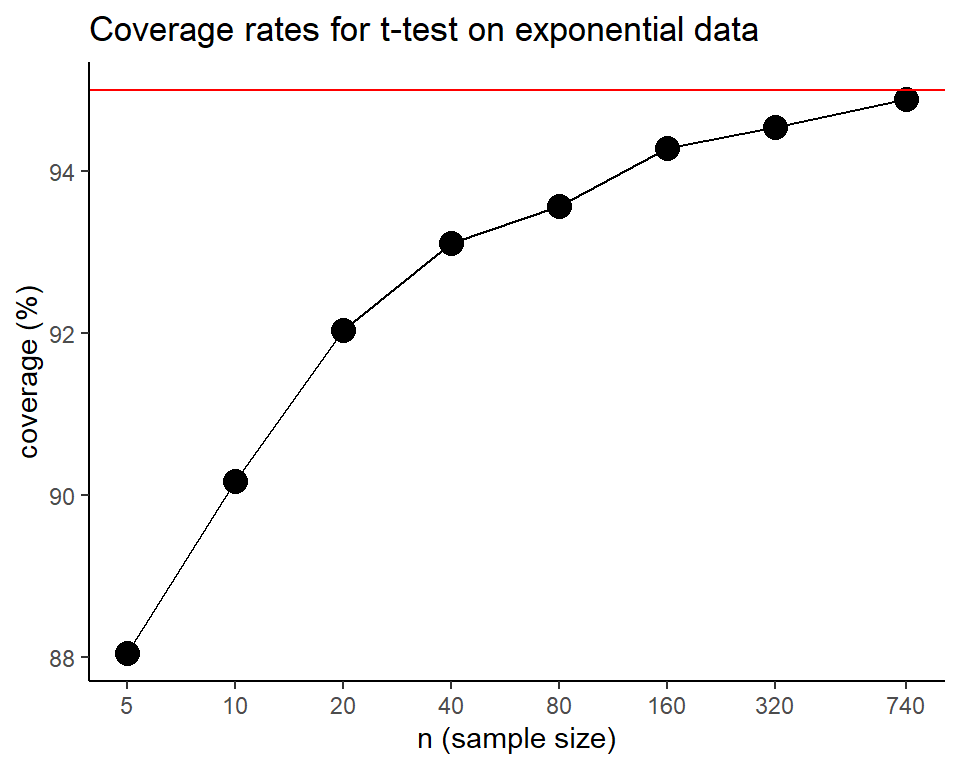 Coverage rates for t-test on exponential data
coverage (%)
94
92
90
88
5 10 20 40 80 160 320 740
n (sample size)